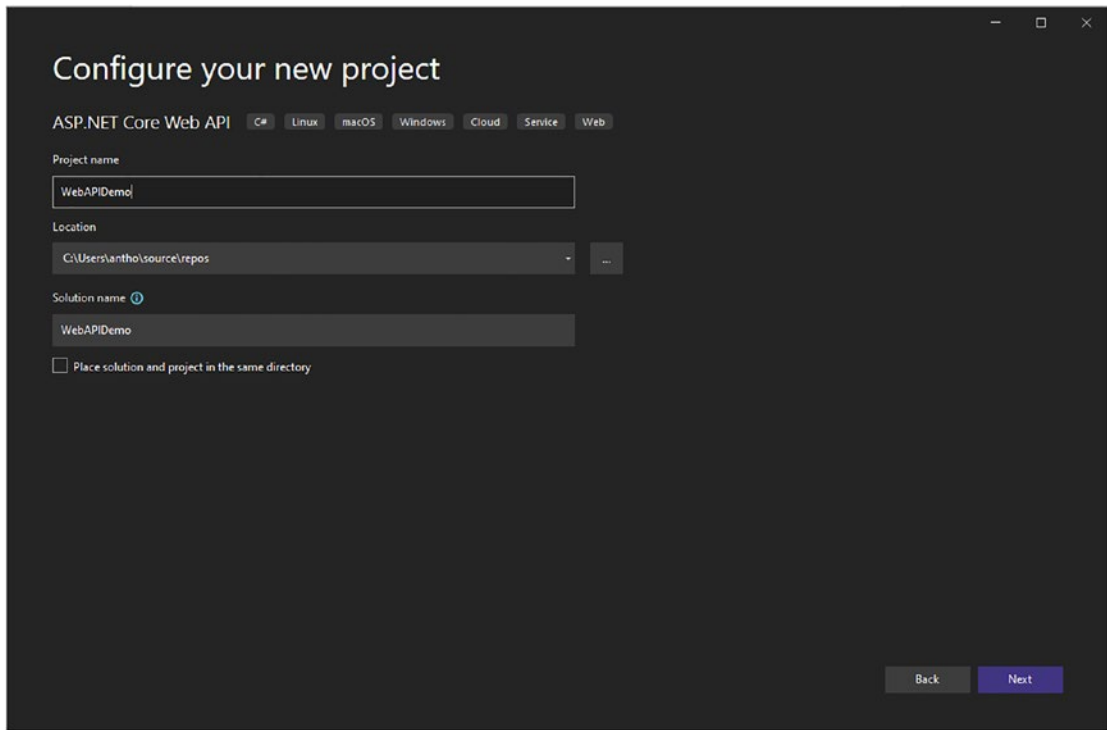 Configure your new project
ASP.NET Core Web API C# Linux macOS Windows Cloud Service Web
Project name
WebAPIDemo
Location
C:\Users\antho\source\repos
...
Solution name
WebAPIDemo
Place solution and project in the same directory
Back Next